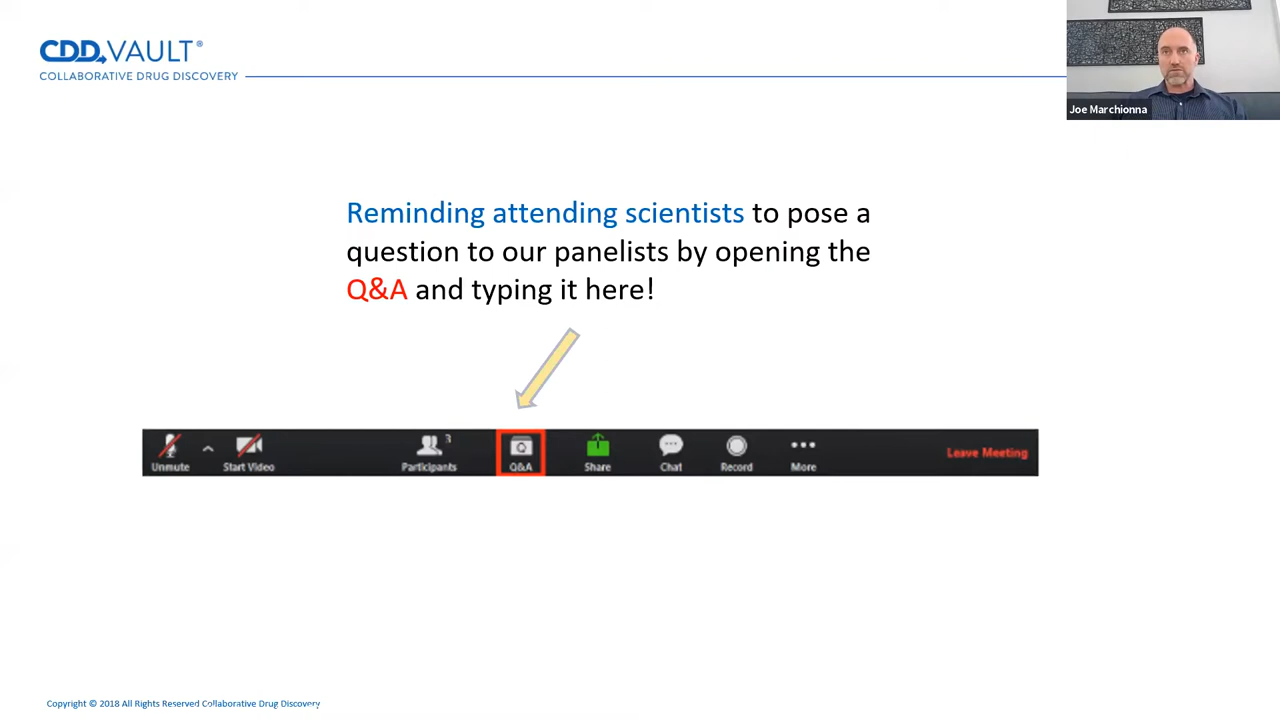 CDD VAULT®
COLLABORATIVE DRUG DISCOVERY
Joe Marchionna
Reminding attending scientists to pose a
question to our panelists by opening the
Q&A and typing it here!
3
Q
Unmute Start Video Participants Q&A Share Chat Record More Leave Meeting
Copyright © 2018 All Rights Reserved Collaborative Drug Discovery